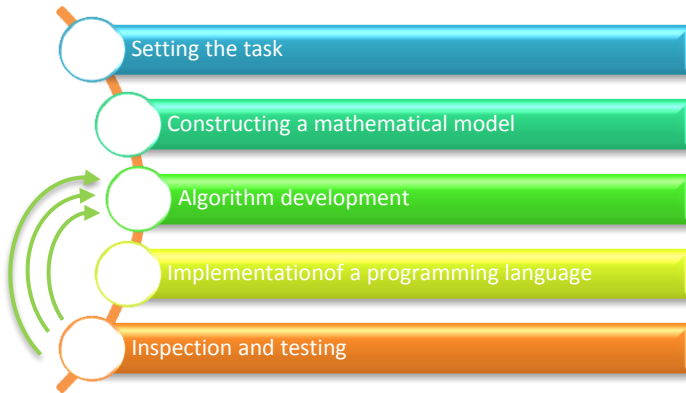 Setting the task
Constructing a mathematical model
Algorithm development
Implementationof a programming language
Inspection and testing